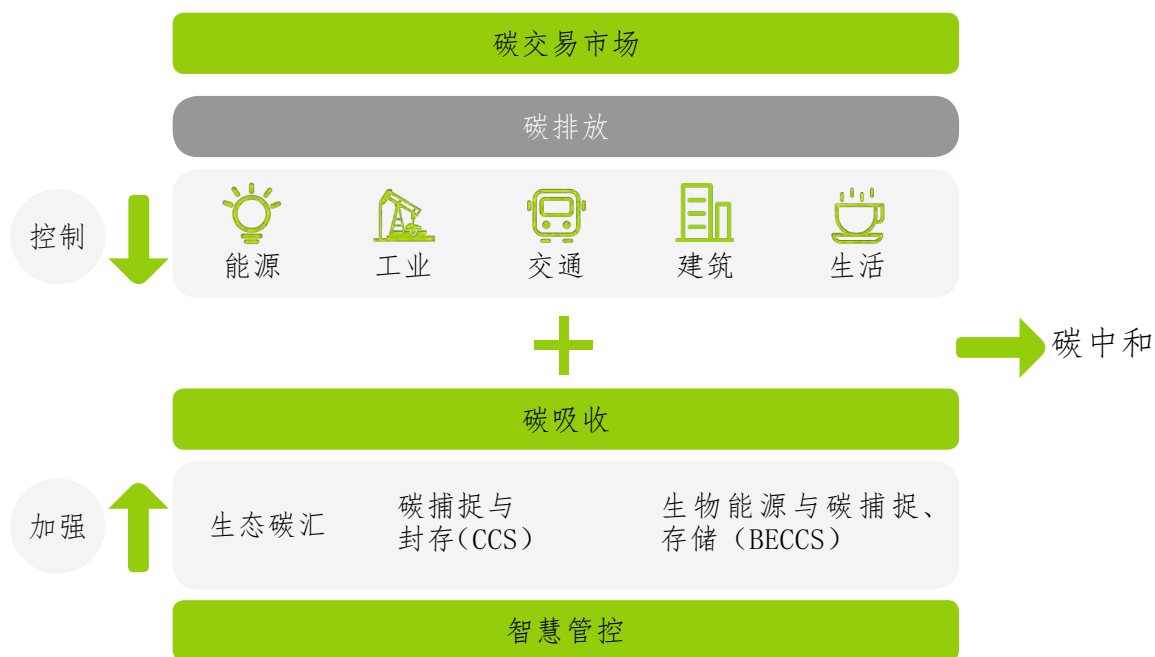 碳交易市场
碳排放
控制
能源
工业
交通
建筑
生活
碳中和
碳吸收
加强
生态碳汇
碳捕捉与
封存(CCS)
生物能源与碳捕捉、
存储（BECCS）
智慧管控